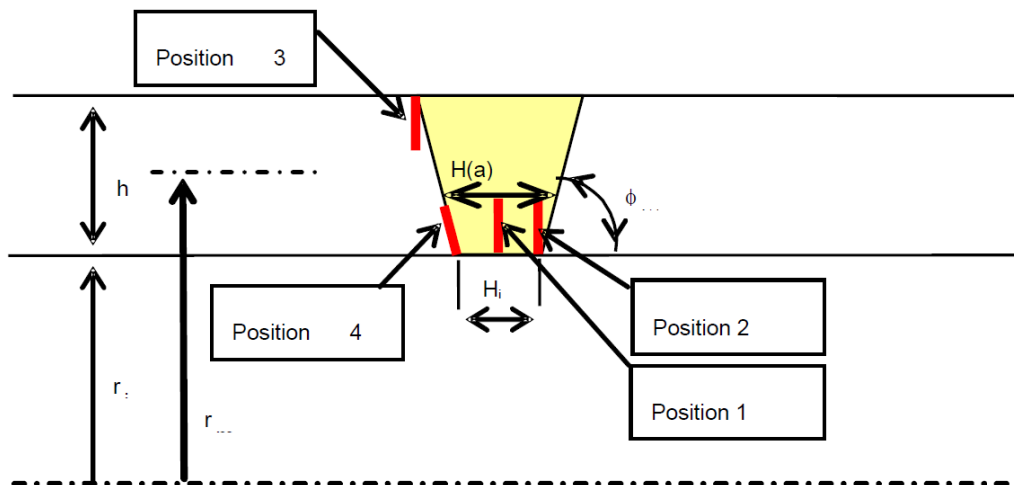 Position 3
H(a)
h
ϕ
Hᵢ
Position 2
Position 4
r
Position 1
r